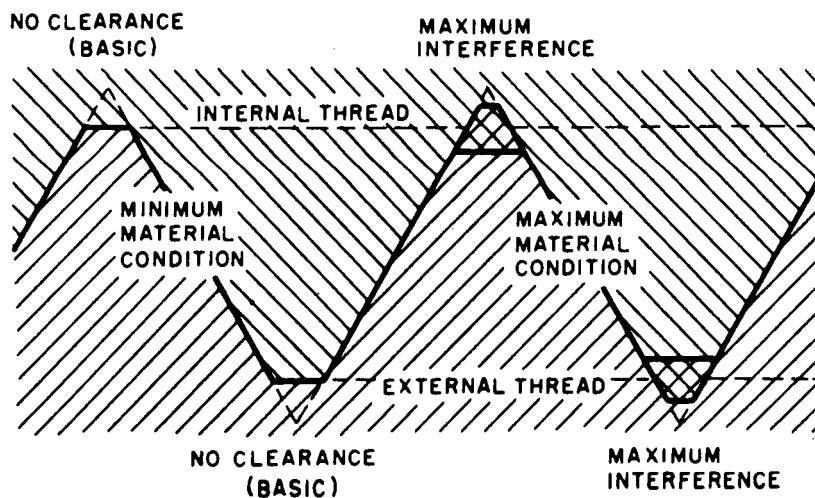 NO CLEARANCE
(BASIC)
MAXIMUM
INTERFERENCE
INTERNAL THREAD
MINIMUM
MATERIAL
CONDITION
MAXIMUM
MATERIAL
CONDITION
EXTERNAL THREAD
NO CLEARANCE
(BASIC)
MAXIMUM
INTERFERENCE